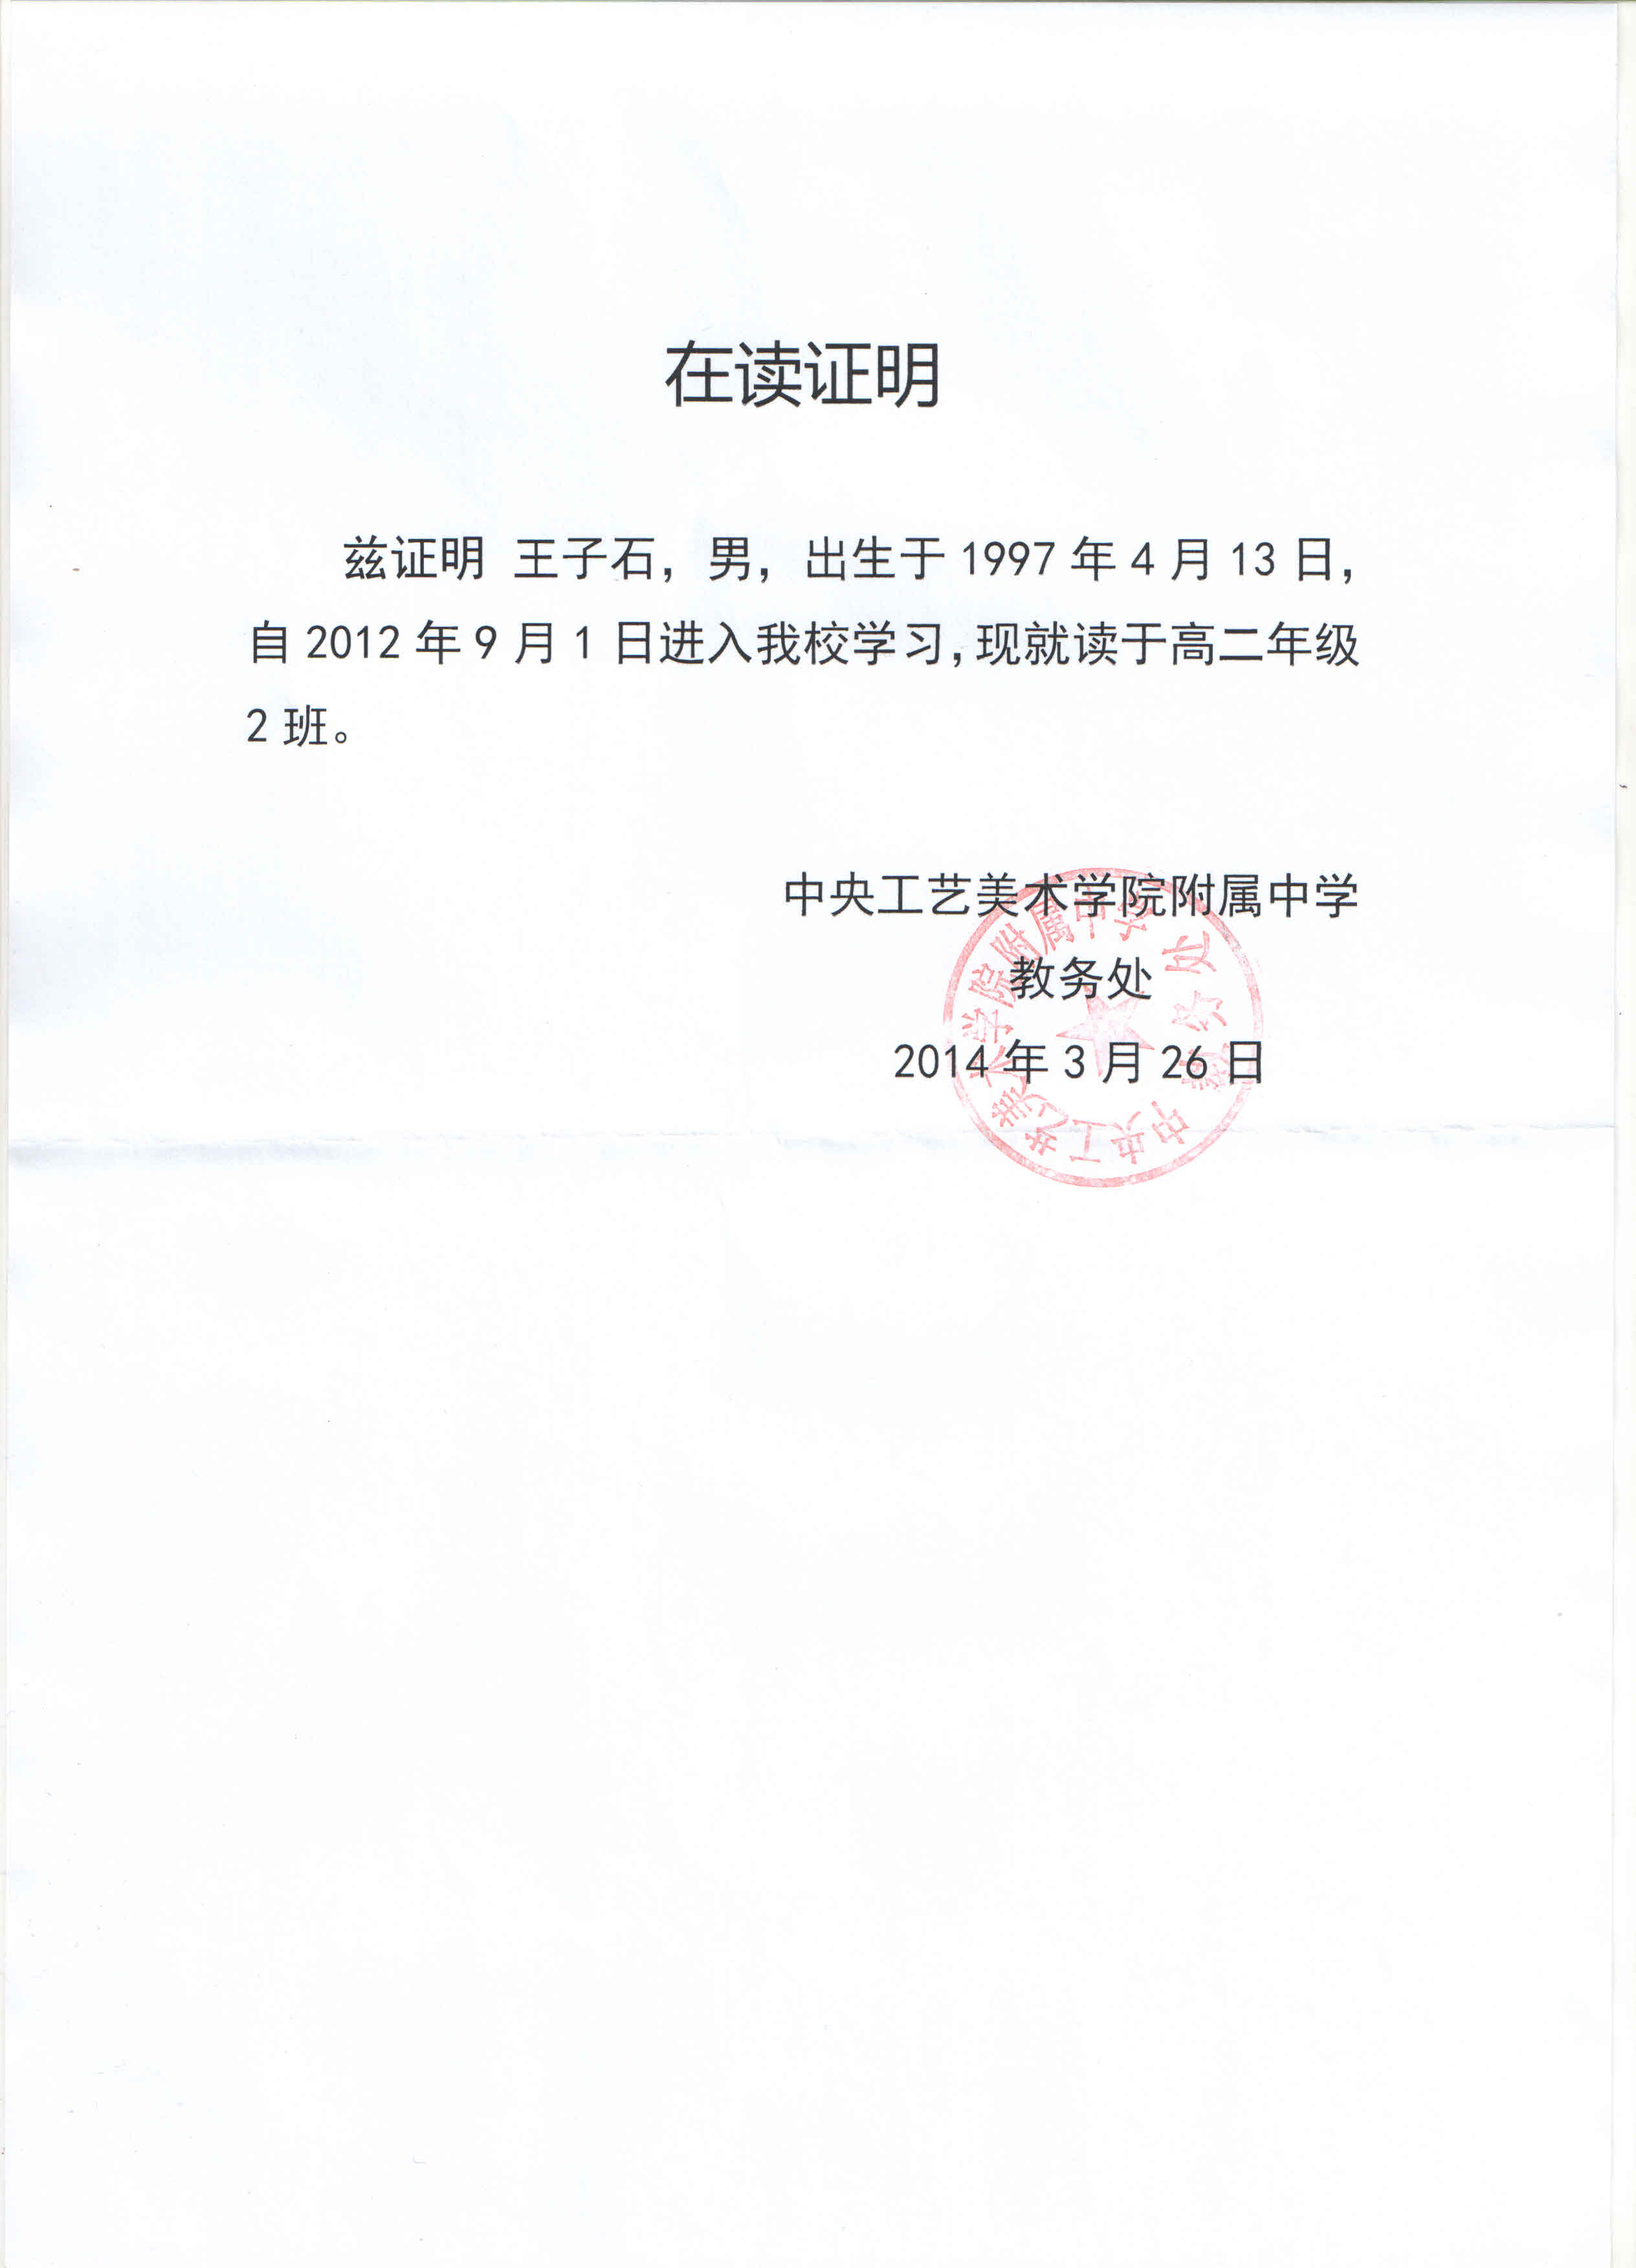 在读证明
兹证明 王子石，男，出生于 1997 年 4 月 13 日，
自 2012 年 9 月 1 日进入我校学习，现就读于高二年级
2 班。
中央工艺美术学院附属中学
教务处
2014 年 3 月 26 日
中央工艺美术学院附属中学
教务处